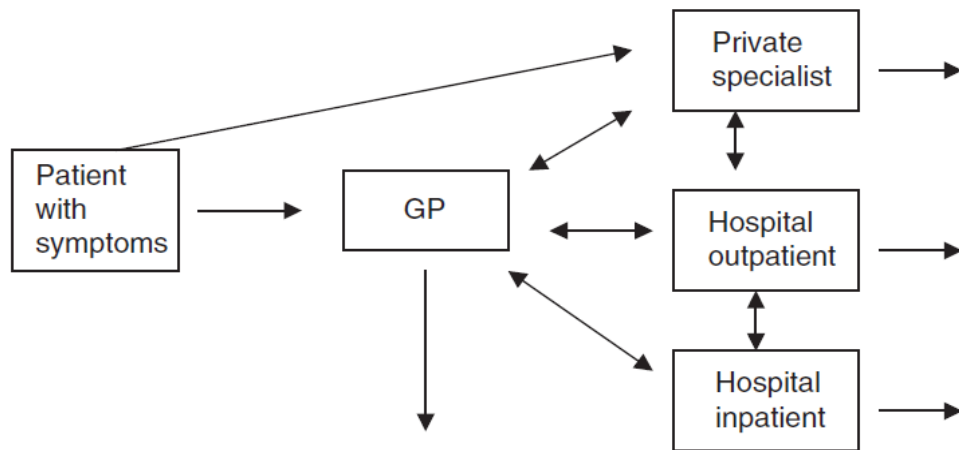 Private
specialist
Patient
with
symptoms
GP
Hospital
outpatient
Hospital
inpatient